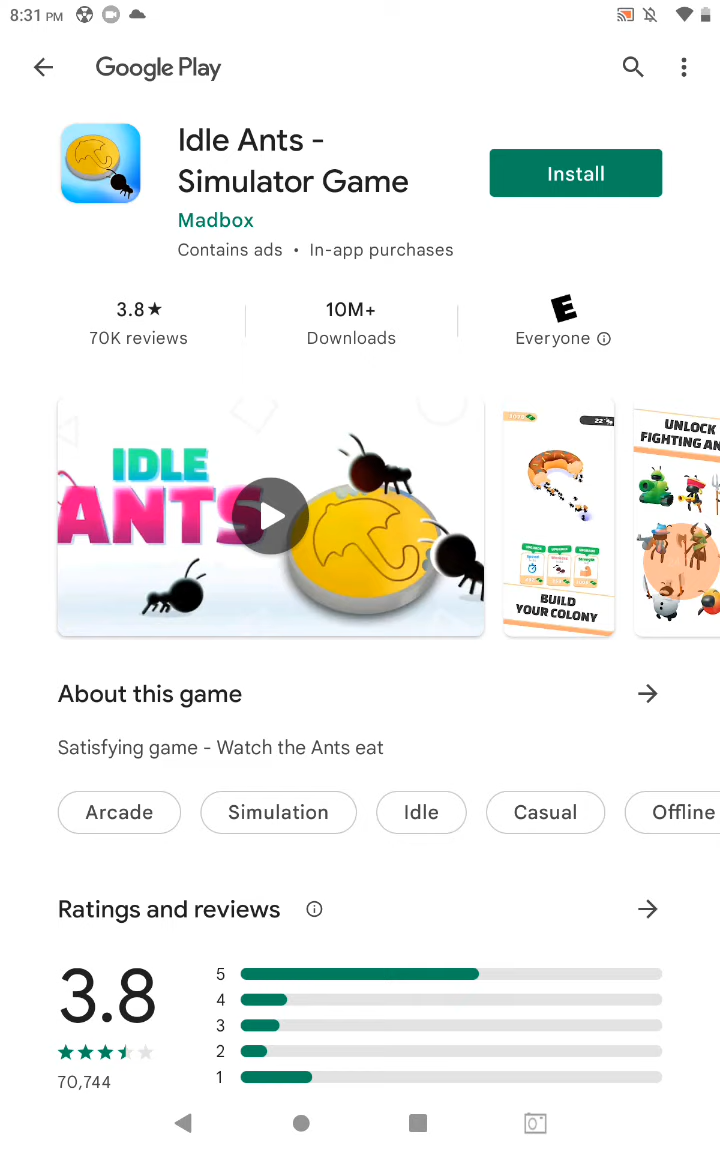 8:31 PM
Google Play
Idle Ants -
Simulator Game
Install
Madbox
Contains ads • In-app purchases
3.8★
70K reviews
10M+
Downloads
E
Everyone
IDLE
ANTS
BUILD
YOUR COLONY
UNLOCK
FIGHTING AN
About this game
Satisfying game - Watch the Ants eat
Arcade
Simulation
Idle
Casual
Offline
Ratings and reviews
3.8
70,744
5
4
3
2
1